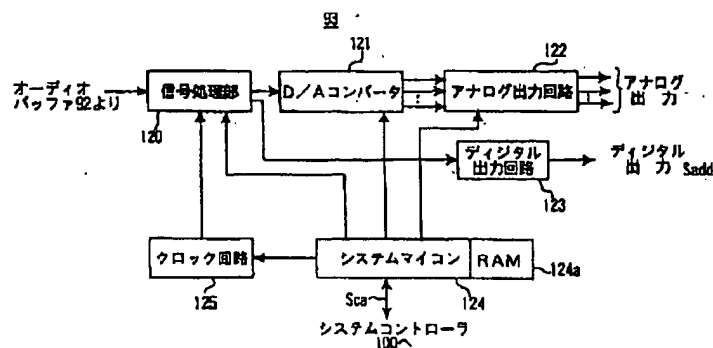 93
121
122
オーディオ
バッファ92より
信号処理部
D/Aコンバータ
アナログ出力回路
アナログ
出 力
120
ディジタル
出力回路
ディジタル
出 力 Sadd
123
クロック回路
システムマイコン
RAM
124a
125
Sca
124
システムコントローラ
100へ